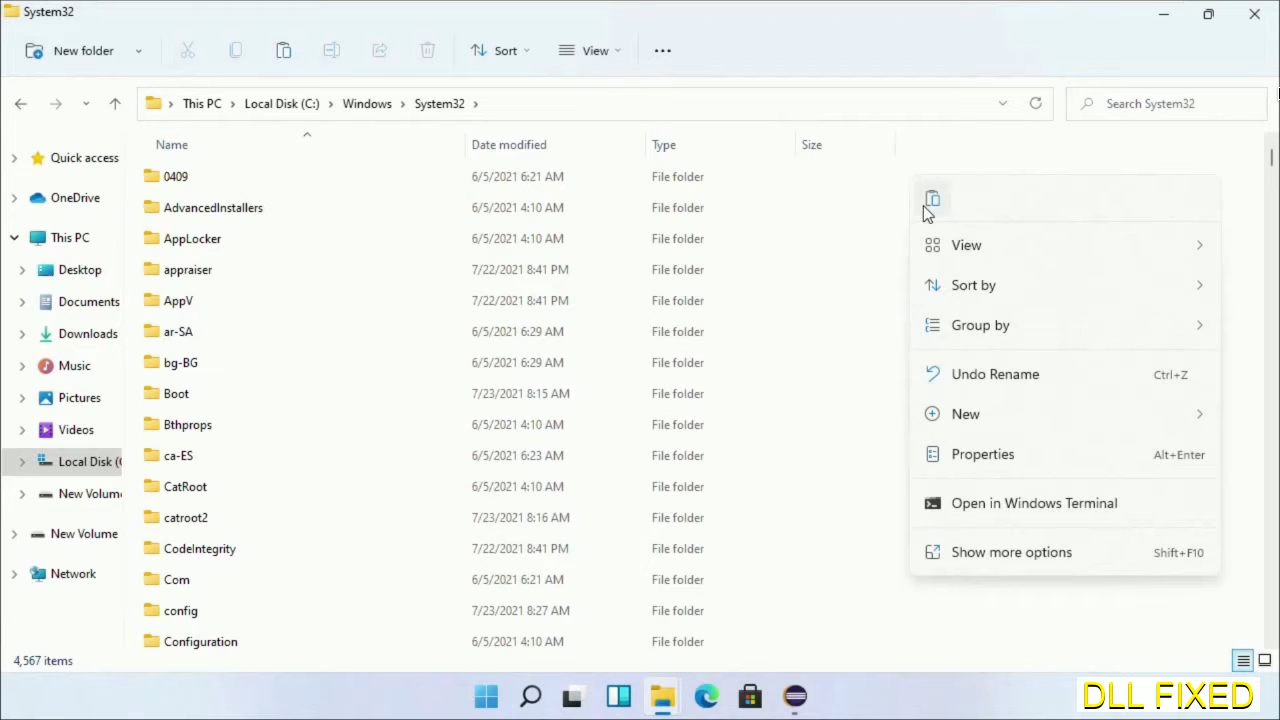 System32
New folder
Sort
View
This PC
Local Disk (C:)
Windows
System32
Search System32
Name
Date modified
Type
Size
Quick access
OneDrive
This PC
Desktop
Documents
Downloads
Music
Pictures
Videos
Local Disk (
New Volum
New Volume
Network
0409 6/5/2021 6:21 AM File folder
AdvancedInstallers 6/5/2021 4:10 AM File folder
AppLocker 6/5/2021 4:10 AM File folder
appraiser 7/22/2021 8:41 PM File folder
AppV 7/22/2021 8:41 PM File folder
ar-SA 6/5/2021 6:29 AM File folder
bg-BG 6/5/2021 6:29 AM File folder
Boot 7/23/2021 8:15 AM File folder
Bthprops 6/5/2021 4:10 AM File folder
ca-ES 6/5/2021 6:23 AM File folder
CatRoot 6/5/2021 4:10 AM File folder
catroot2 7/23/2021 8:16 AM File folder
CodeIntegrity 7/22/2021 8:41 PM File folder
Com 6/5/2021 6:21 AM File folder
config 7/23/2021 8:27 AM File folder
Configuration 6/5/2021 4:10 AM File folder
View
Sort by
Group by
Undo Rename Ctrl+Z
New
Properties Alt+Enter
Open in Windows Terminal
Show more options Shift+F10
4,567 items
DLL FIXED